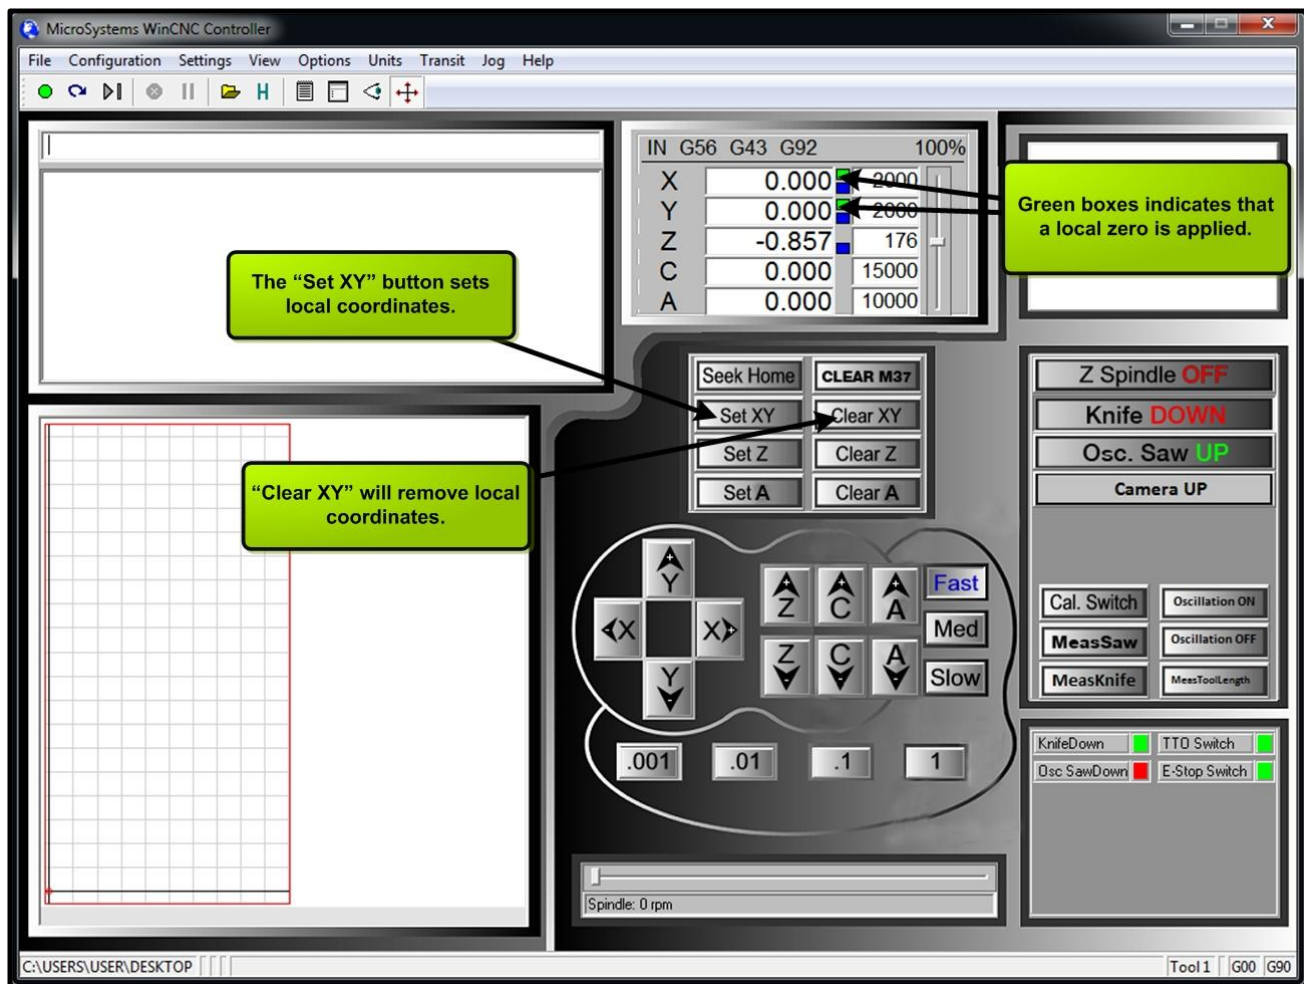 MicroSystems WinCNC Controller
File Configuration Settings View Options Units Transit Jog Help
H
IN G56 G43 G92 100%
X 0.000 2000
Y 0.000 2000
Z -0.857 176
C 0.000 15000
A 0.000 10000
Green boxes indicates that
a local zero is applied.
The “Set XY” button sets
local coordinates.
Seek Home CLEAR M37
Set XY Clear XY
Set Z Clear Z
Set A Clear A
“Clear XY” will remove local
coordinates.
Z Spindle OFF
Knife DOWN
Osc. Saw UP
Camera UP
+ Y
X X +
Y -
+ Z + C + A
Z - C - A -
Fast
Med
Slow
.001 .01 .1 1
Cal. Switch Oscillation ON
MeasSaw Oscillation OFF
MeasKnife MeasToolLength
KnifeDown TTO Switch
Osc SawDown E-Stop Switch
Spindle: 0 rpm
C:\USERS\USER\DESKTOP Tool 1 G00 G90